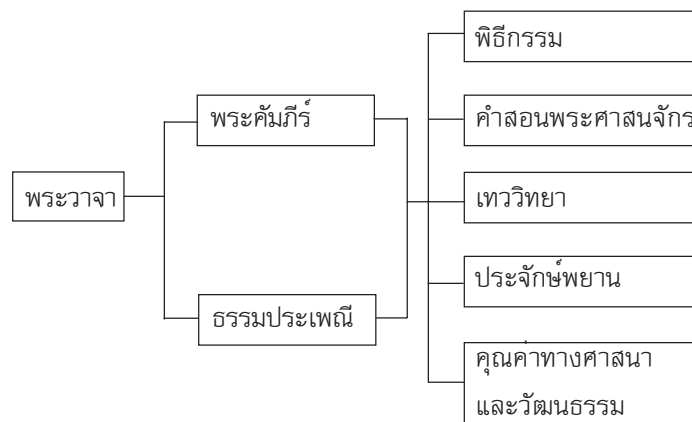 พระวาจา
พระคัมภีร์
ธรรมประเพณี
พิธีกรรม
คำสอนพระศาสนจักร
เทววิทยา
ประจักษ์พยาน
คุณค่าทางศาสนา
และวัฒนธรรม